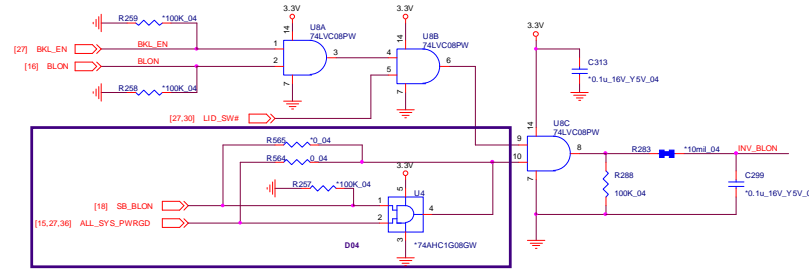 3.3V
R259 *100K_04
U8A
74LVC08PW
3.3V
U8B
74LVC08PW
14
14
3.3V
[27] BKL_EN
BKL_EN
1
3
4
6
[16] BLON
BLON
2
5
C313
*0.1u_16V_Y5V_04
R258 *100K_04
7
7
[27,30] LID_SW#
14
U8C
74LVC08PW
R565 *0_04
9
8
R283 *10mil_04
INV_BLON
R564 0_04
10
3.3V
R257 *100K_04
5
U4
7
R288
100K_04
C299
*0.1u_16V_Y5V_0
[18] SB_BLON
1
4
[15,27,36] ALL_SYS_PWRGD
2
3
D04
*74AHC1G08GW